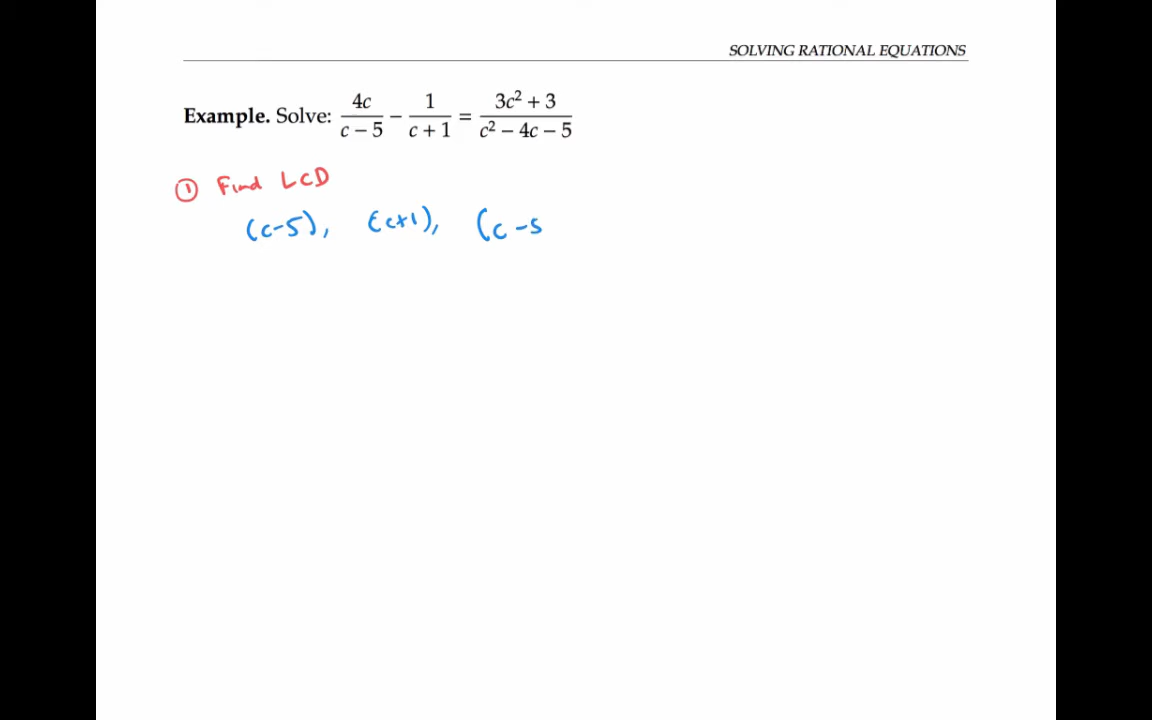 SOLVING RATIONAL EQUATIONS
Example. Solve: 4c/(c − 5) − 1/(c + 1) = (3c² + 3)/(c² − 4c − 5)
① Find LCD
(c-5), (c+1), (c-5